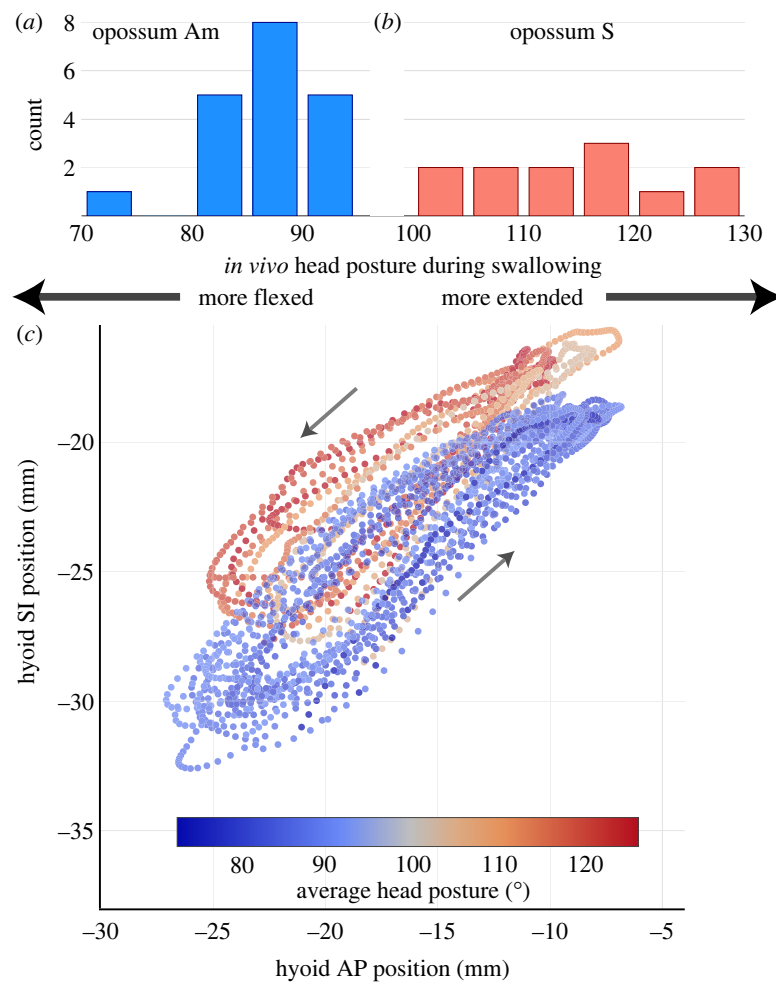 (a) opossum Am (b) opossum S
8
6
4
2
count
70 80 90 100 110 120 130
in vivo head posture during swallowing
more flexed more extended
(c)
–20
–25
–30
–35
hyoid SI position (mm)
80 90 100 110 120
average head posture (°)
–30 –25 –20 –15 –10 –5
hyoid AP position (mm)